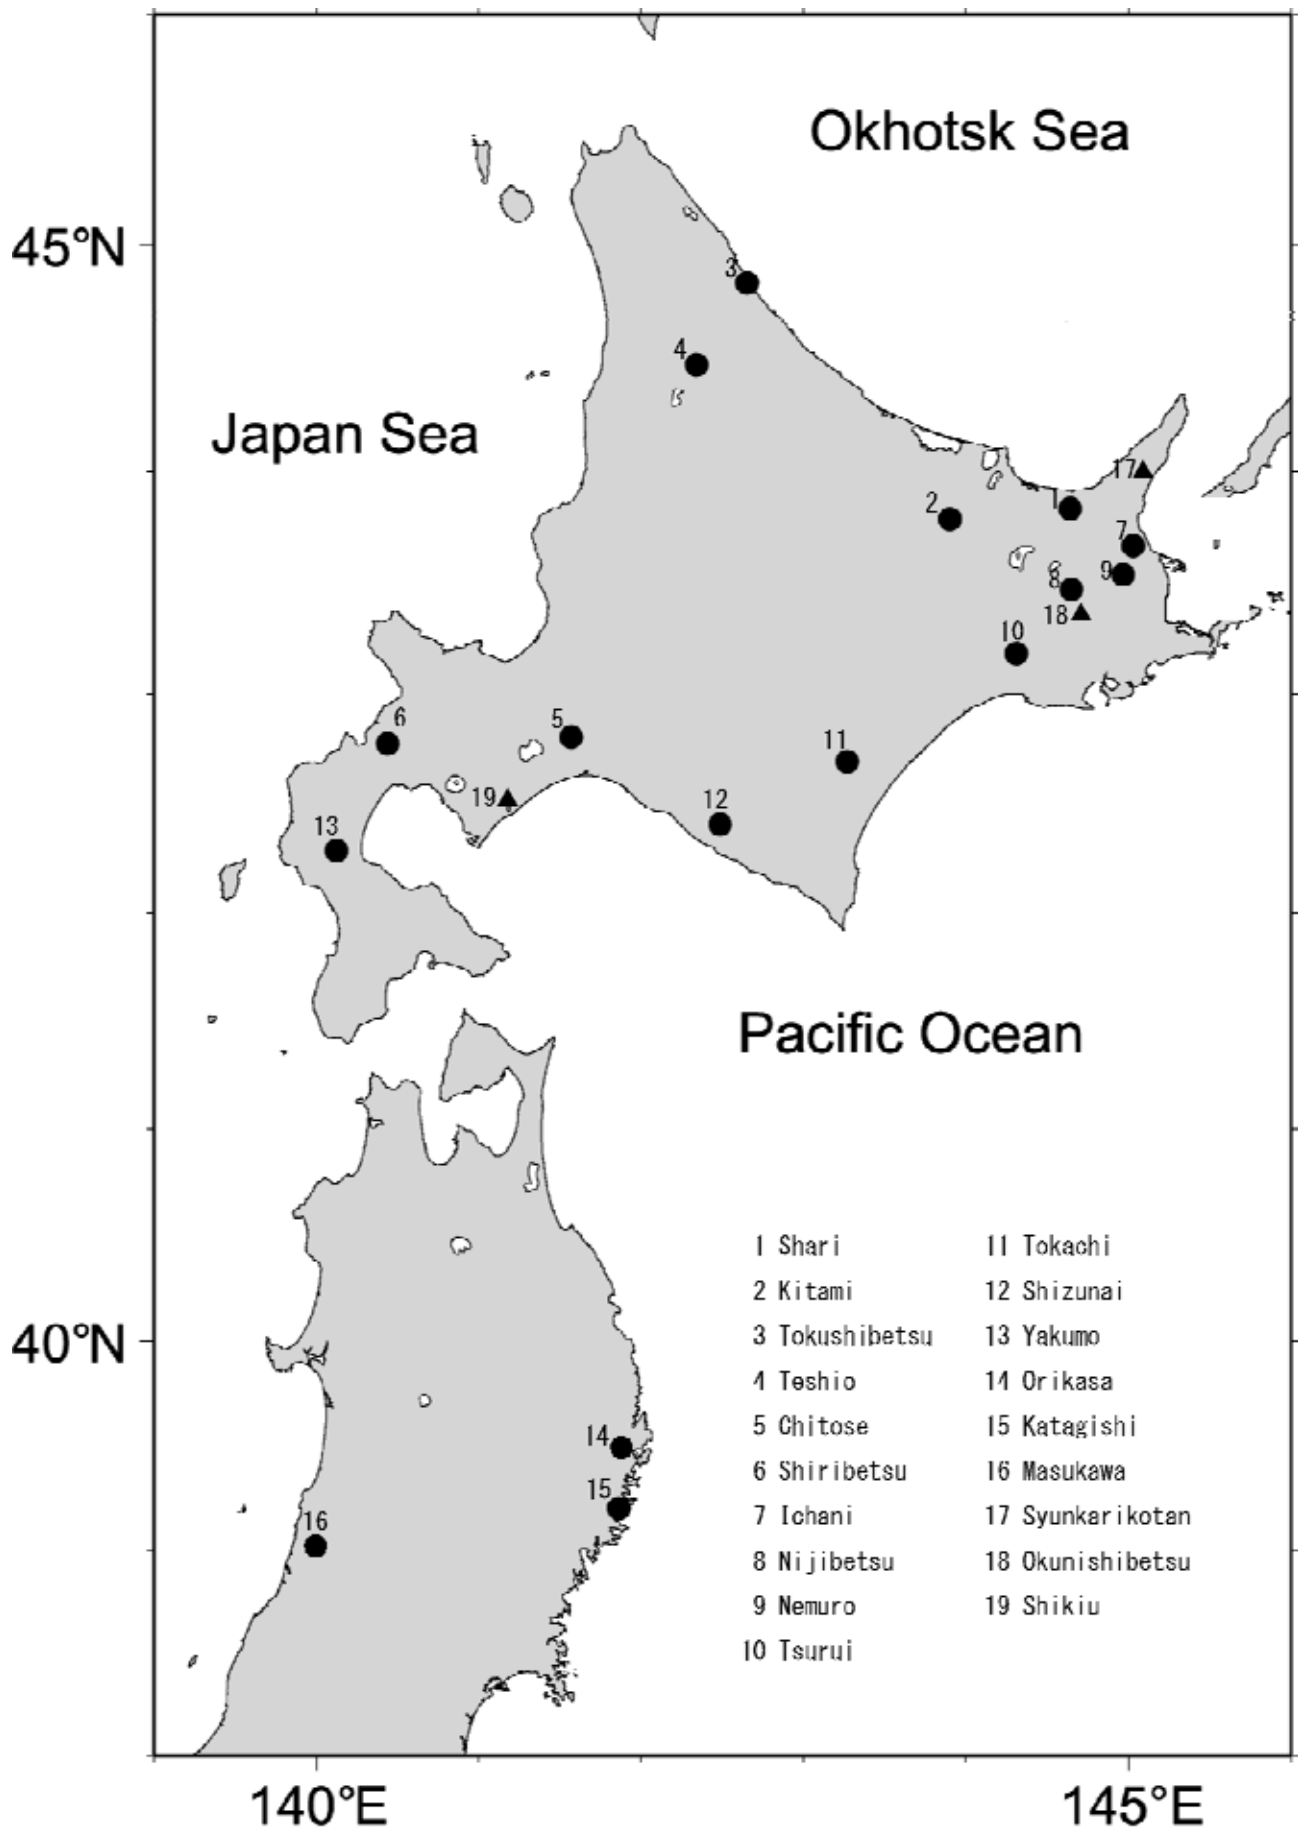 Okhotsk Sea
45°N
3
4
Japan Sea
17
2
1
7
9
8
18
10
6
5
11
19
12
13
Pacific Ocean
1 Shari
2 Kitami
3 Tokushibetsu
4 Teshio
5 Chitose
6 Shiribetsu
7 Ichani
8 Nijibetsu
9 Nemuro
10 Tsurui
11 Tokachi
12 Shizunai
13 Yakumo
14 Orikasa
15 Katagishi
16 Masukawa
17 Syunkarikotan
18 Okunishibetsu
19 Shikiu
40°N
14
15
16
140°E
145°E